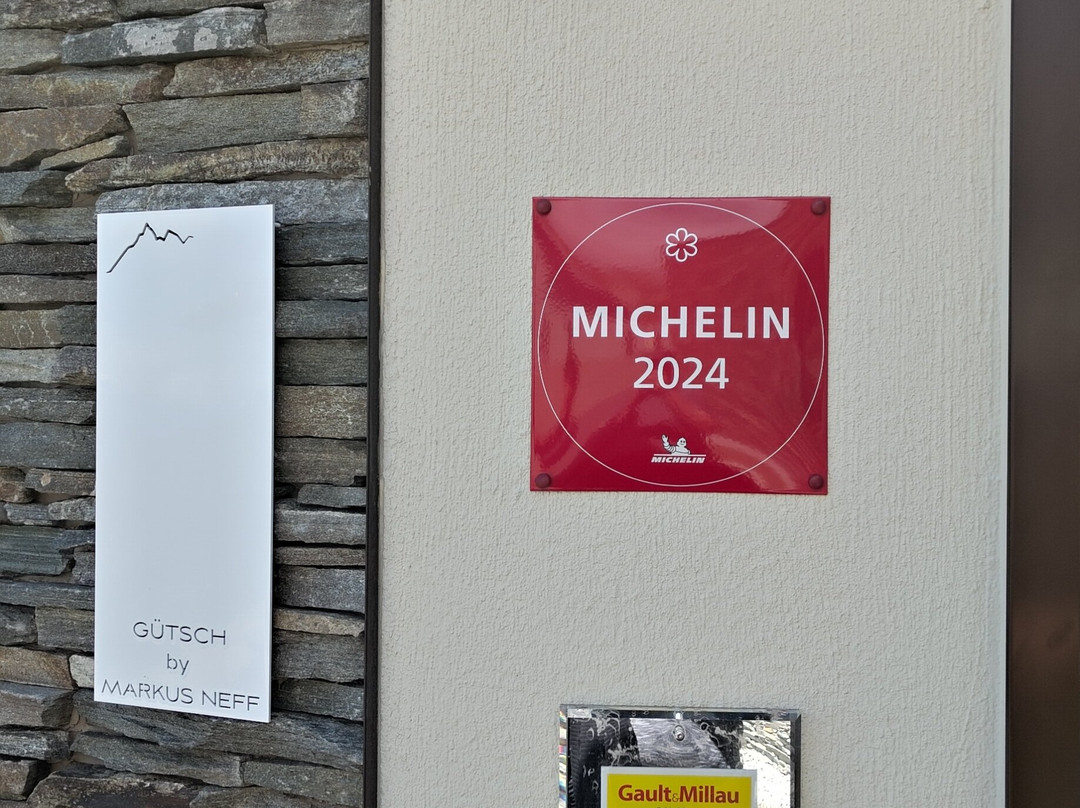 GÜTSCH
by
MARKUS NEFF
MICHELIN
2024
MICHELIN
Gault&Millau